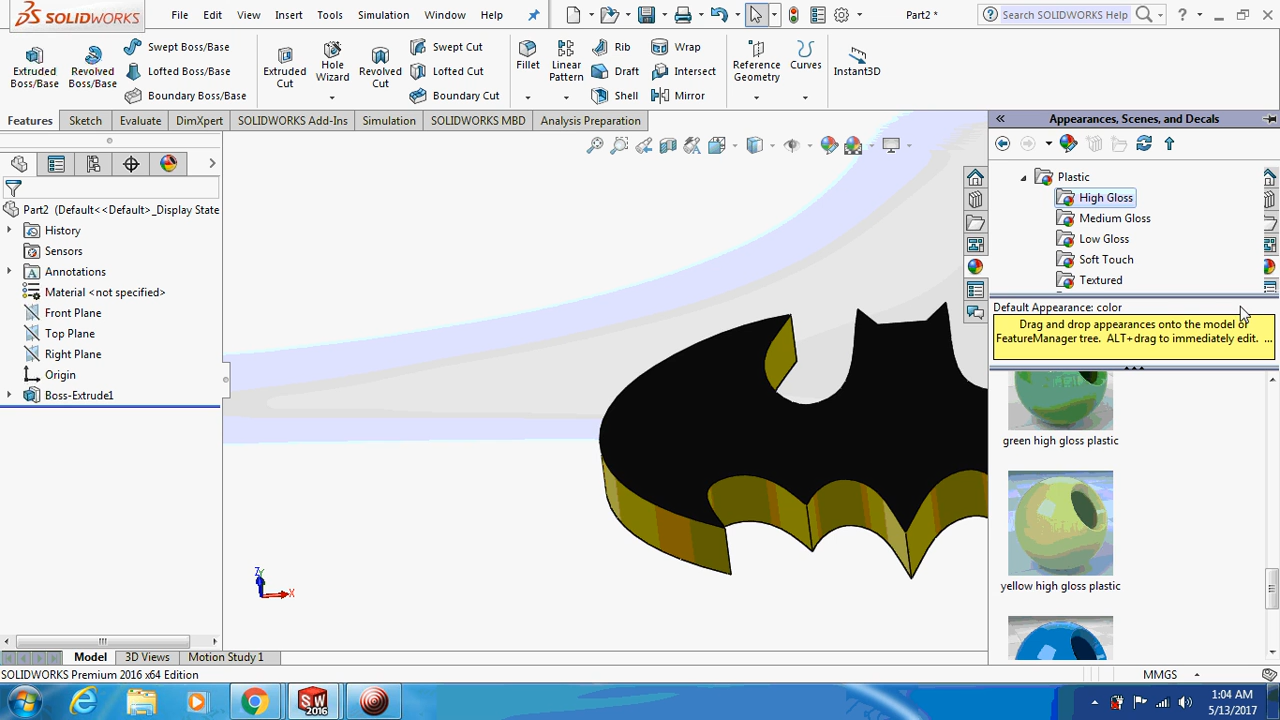 SOLIDWORKS File Edit View Insert Tools Simulation Window Help Part2 * Search SOLIDWORKS Help
Extruded Boss/Base
Revolved Boss/Base
Swept Boss/Base
Lofted Boss/Base
Boundary Boss/Base
Extruded Cut
Hole Wizard
Revolved Cut
Swept Cut
Lofted Cut
Boundary Cut
Fillet
Linear Pattern
Rib
Draft
Shell
Wrap
Intersect
Mirror
Reference Geometry
Curves
Instant3D
Features Sketch Evaluate DimXpert SOLIDWORKS Add-Ins Simulation SOLIDWORKS MBD Analysis Preparation
Part2 (Default<<Default>_Display State
History
Sensors
Annotations
Material <not specified>
Front Plane
Top Plane
Right Plane
Origin
Boss-Extrude1
Z
X
Appearances, Scenes, and Decals
Plastic
High Gloss
Medium Gloss
Low Gloss
Soft Touch
Textured
Default Appearance: color
Drag and drop appearances onto the model or
FeatureManager tree. ALT+drag to immediately edit. ...
green high gloss plastic
yellow high gloss plastic
Model 3D Views Motion Study 1
SOLIDWORKS Premium 2016 x64 Edition MMGS
SW 2016
1:04 AM
5/13/2017